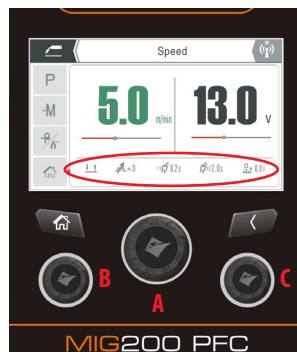 Speed
P
-M
5.0 m/min 13.0 V
+3 0.2s 2.0s 0.0V
B C
A
MIG200 PFC